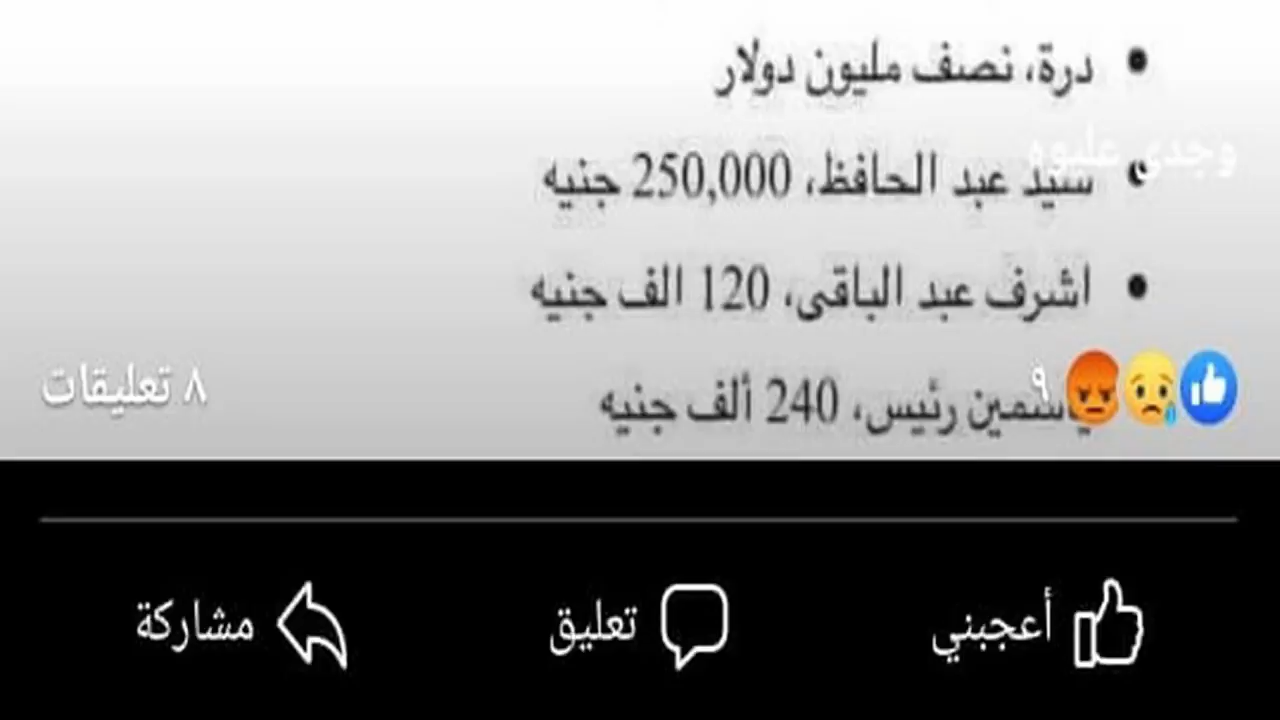 درة، نصف مليون دولار
وجدي عليوه
سيد عبد الحافظ، 250,000 جنيه
اشرف عبد الباقى، 120 الف جنيه
ياسمين رئيس، 240 ألف جنيه
٩
٨ تعليقات
أعجبني
تعليق
مشاركة